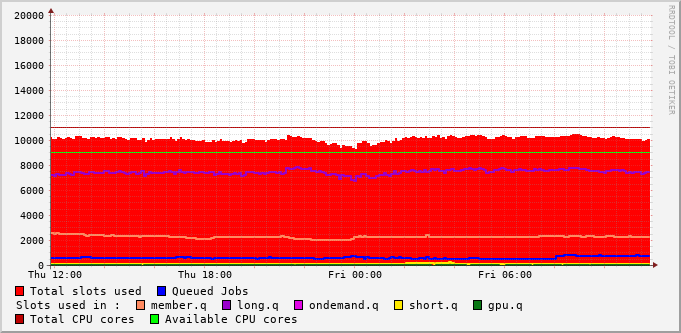 RRDTOOL / TOBI OETIKER
20000
18000
16000
14000
12000
10000
8000
6000
4000
2000
0
Thu 12:00 Thu 18:00 Fri 00:00 Fri 06:00
Total slots used Queued Jobs
Slots used in : member.q long.q ondemand.q short.q gpu.q
Total CPU cores Available CPU cores